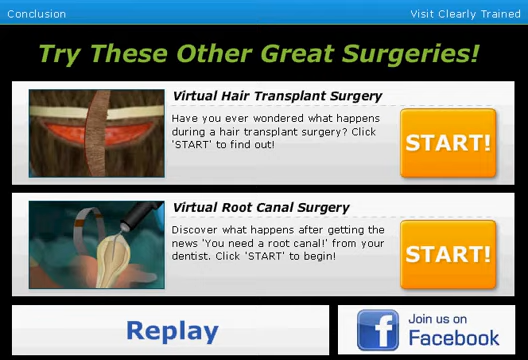 Conclusion
Visit Clearly Trained
Try These Other Great Surgeries!
Virtual Hair Transplant Surgery
Have you ever wondered what happens
during a hair transplant surgery? Click
'START' to find out!
START!
Virtual Root Canal Surgery
Discover what happens after getting the
news 'You need a root canal!' from your
dentist. Click 'START' to begin!
START!
Replay
f
Join us on
Facebook